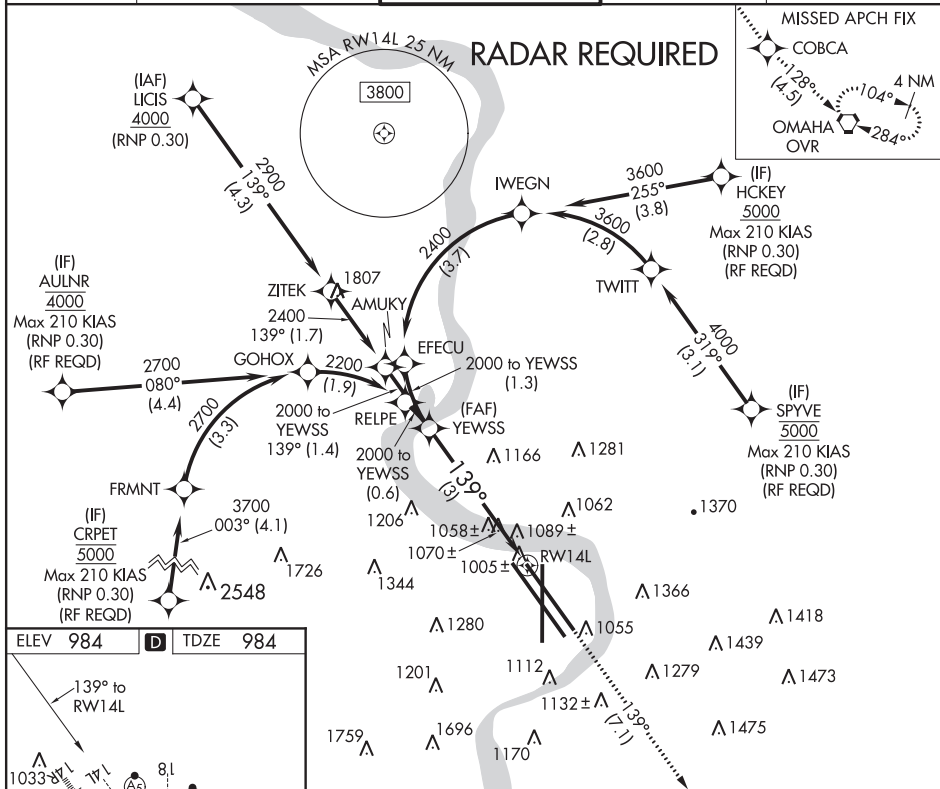 RADAR REQUIRED
MSA RW14L 25 NM
3800
MISSED APCH FIX
COBCA
128°
(4.5)
4 NM
104°
284°
OMAHA
OVR
(IAF)
LICIS
4000
(RNP 0.30)
2900
139°
(4.3)
IWEGN
3600
255°
(3.8)
(IF)
HCKEY
5000
Max 210 KIAS
(RNP 0.30)
(RF REQD)
3600
(2.8)
TWITT
2400
(3.7)
4000
319°
(3.1)
(IF)
SPYVE
5000
Max 210 KIAS
(RNP 0.30)
(RF REQD)
(IF)
AULNR
4000
Max 210 KIAS
(RNP 0.30)
(RF REQD)
ZITEK
1807
AMUKY
2400
139° (1.7)
EFECU
GOHOX
2200
(1.9)
2000 to YEWSS
(1.3)
2700
080°
(4.4)
2700
(3.3)
2000 to
YEWSS
139° (1.4)
RELPE
(FAF)
YEWSS
2000 to
YEWSS
(0.6)
139°
(3)
1166
1281
FRMNT
3700
003° (4.1)
(IF)
CRPET
5000
Max 210 KIAS
(RNP 0.30)
(RF REQD)
1206
1058±
1062
1089±
1370
1070±
1005±
RW14L
1726
1344
2548
1366
1280
1055
1418
1439
1201
1112
1279
1473
1132±
139°
(7.1)
1759
1696
1170
1475
ELEV 984 D TDZE 984
139° to
RW14L
1033
14R
14L
A5
18